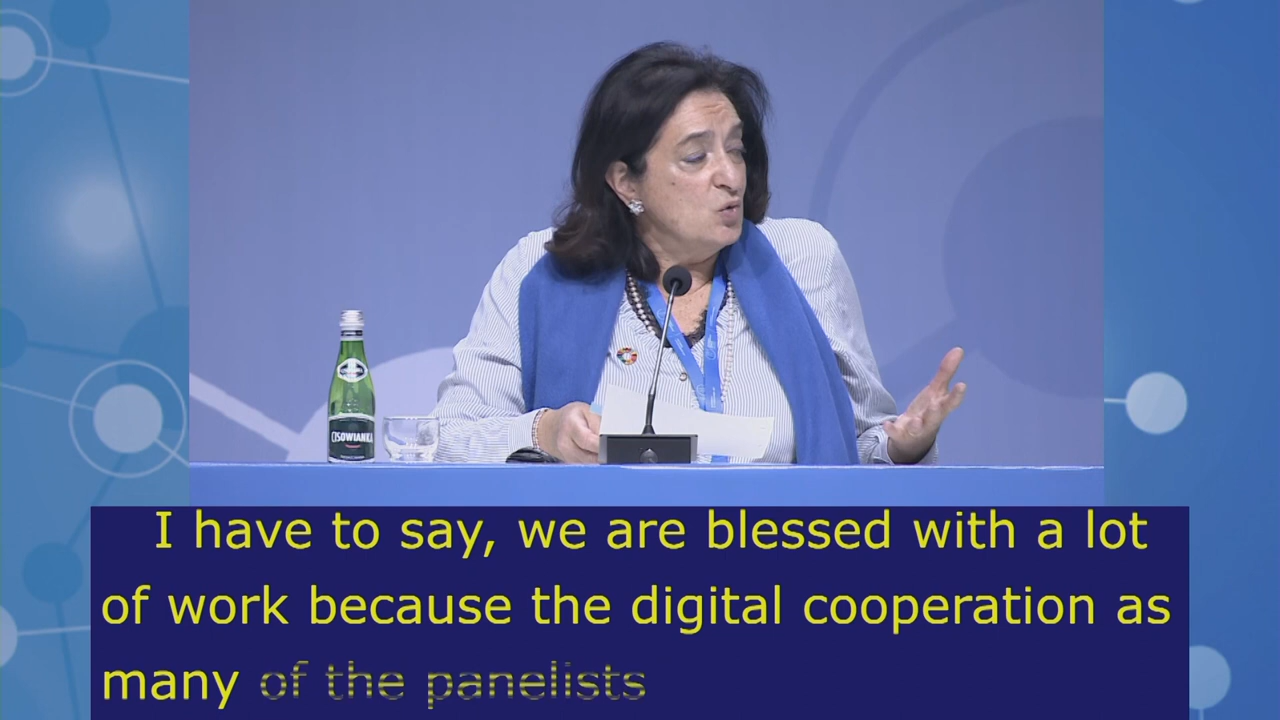 CISOWIANKA
I have to say, we are blessed with a lot
of work because the digital cooperation as
many of the panelists